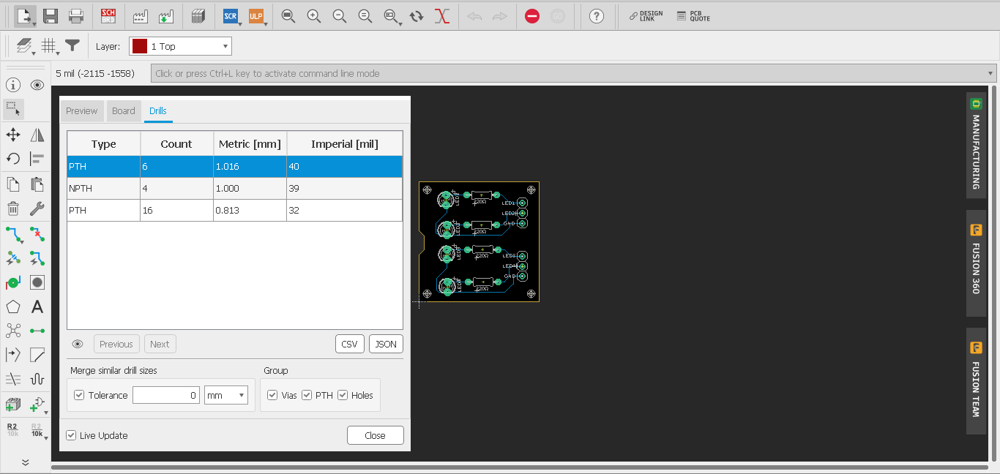 SCH
BRD
SCR
ULP
GO
DESIGN
LINK
PCB
QUOTE
Layer:
1 Top
5 mil (-2115 -1558)
Click or press Ctrl+L key to activate command line mode
Preview
Board
Drills
Type
Count
Metric [mm]
Imperial [mil]
PTH
6
1.016
40
NPTH
4
1.000
39
PTH
16
0.813
32
Previous
Next
CSV
JSON
Merge similar drill sizes
Group
Tolerance
0
mm
Vias
PTH
Holes
Live Update
Close
220Ω
LED1
LED2
GND
220Ω
220Ω
LED3
LED4
GND
220Ω
MANUFACTURING
FUSION 360
FUSION TEAM
A
R2
10k
R2
10k